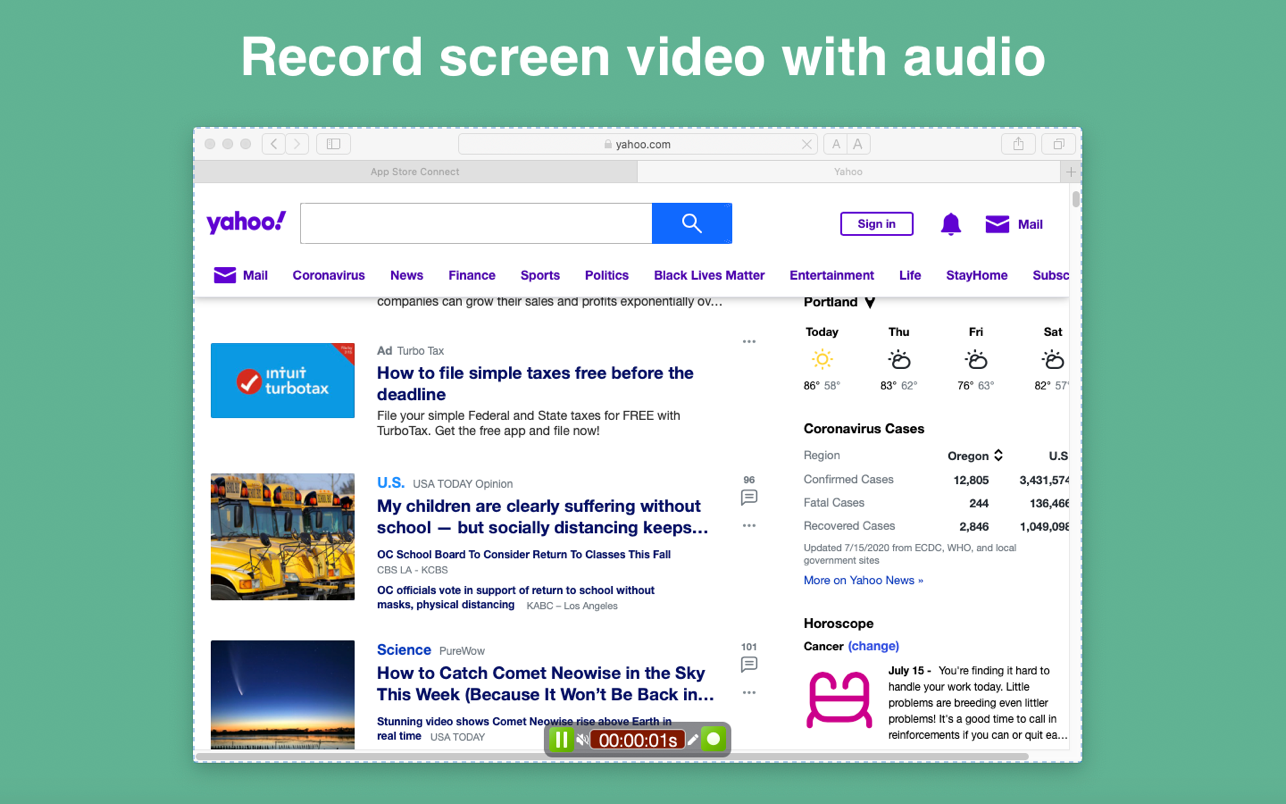 Record screen video with audio
yahoo.com
A A
App Store Connect
Yahoo
yahoo!
Sign in
Mail
Mail Coronavirus News Finance Sports Politics Black Lives Matter Entertainment Life StayHome Subsc
companies can grow their sales and profits exponentially ov...
Ad Turbo Tax
How to file simple taxes free before the
deadline
File your simple Federal and State taxes for FREE with
TurboTax. Get the free app and file now!
intuit
turbotax
U.S. USA TODAY Opinion
My children are clearly suffering without
school — but socially distancing keeps...
96
OC School Board To Consider Return To Classes This Fall
CBS LA - KCBS
OC officials vote in support of return to school without
masks, physical distancing KABC – Los Angeles
Science PureWow
How to Catch Comet Neowise in the Sky
This Week (Because It Won't Be Back in...
101
Stunning video shows Comet Neowise rise above Earth in
real time USA TODAY
Portland
Today Thu Fri Sat
86° 58° 83° 62° 76° 63° 82° 57°
Coronavirus Cases
Region Oregon U.S
Confirmed Cases 12,805 3,431,574
Fatal Cases 244 136,466
Recovered Cases 2,846 1,049,098
Updated 7/15/2020 from ECDC, WHO, and local
government sites
More on Yahoo News »
Horoscope
Cancer (change)
July 15 - You're finding it hard to
handle your work today. Little
problems are breeding even littler
problems! It's a good time to call in
reinforcements if you can or quit ea...
00:00:01s